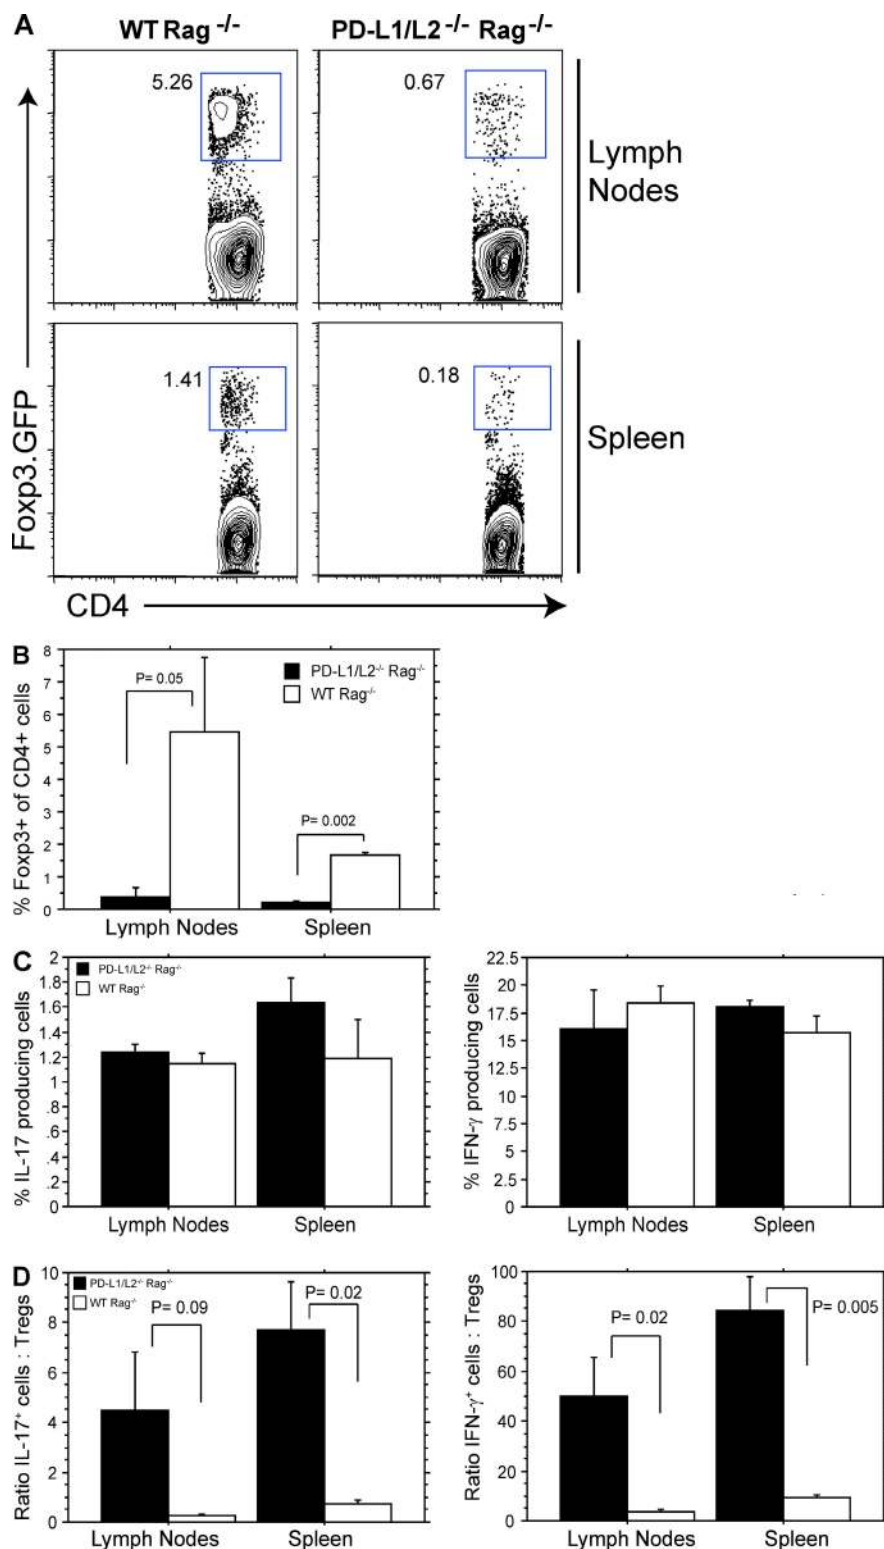 A
WT Rag -/-
PD-L1/L2 -/- Rag -/-
5.26
0.67
Lymph
Nodes
1.41
0.18
Spleen
Foxp3.GFP
CD4
B
8
7
6
5
4
3
2
1
0
% Foxp3+ of CD4+ cells
P= 0.05
PD-L1/L2-/- Rag-/-
WT Rag-/-
P= 0.002
Lymph Nodes
Spleen
C
2
1.8
1.6
1.4
1.2
1
.8
.6
.4
.2
0
% IL-17 producing cells
PD-L1/L2-/- Rag-/-
WT Rag-/-
Lymph Nodes
Spleen
22.5
20
17.5
15
12.5
10
7.5
5
2.5
0
% IFN-γ producing cells
Lymph Nodes
Spleen
D
10
8
6
4
2
0
Ratio IL-17+ cells : Tregs
PD-L1/L2-/- Rag-/-
WT Rag-/-
P= 0.09
P= 0.02
Lymph Nodes
Spleen
100
80
60
40
20
0
Ratio IFN-γ+ cells : Tregs
P= 0.02
P= 0.005
Lymph Nodes
Spleen